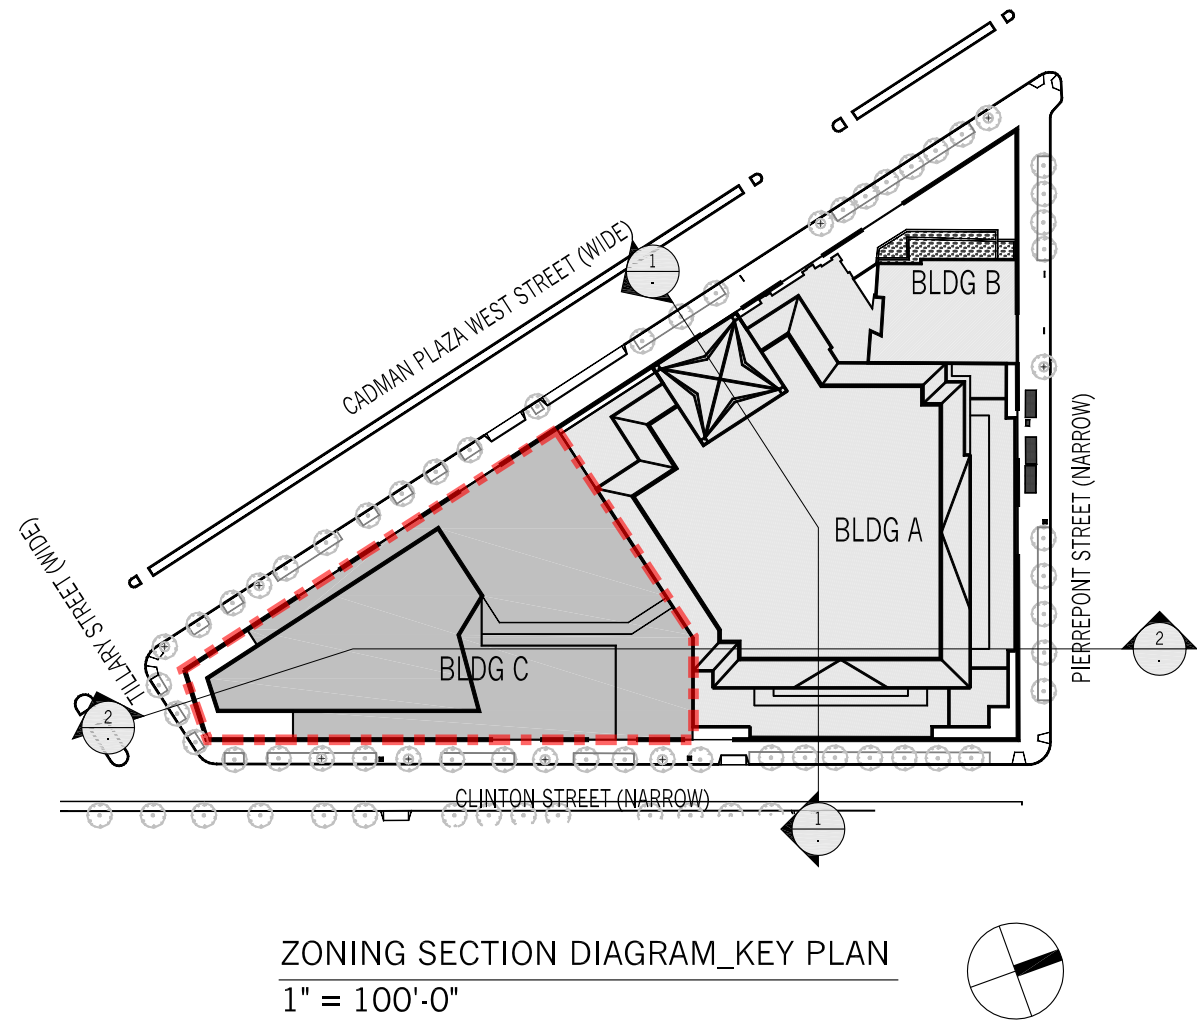 CADMAN PLAZA WEST STREET (WIDE)
1
BLDG B
BLDG A
PIERREPONT STREET (NARROW)
TILLARY STREET (WIDE)
BLDG C
2
2
CLINTON STREET (NARROW)
1
ZONING SECTION DIAGRAM_KEY PLAN
1" = 100'-0"